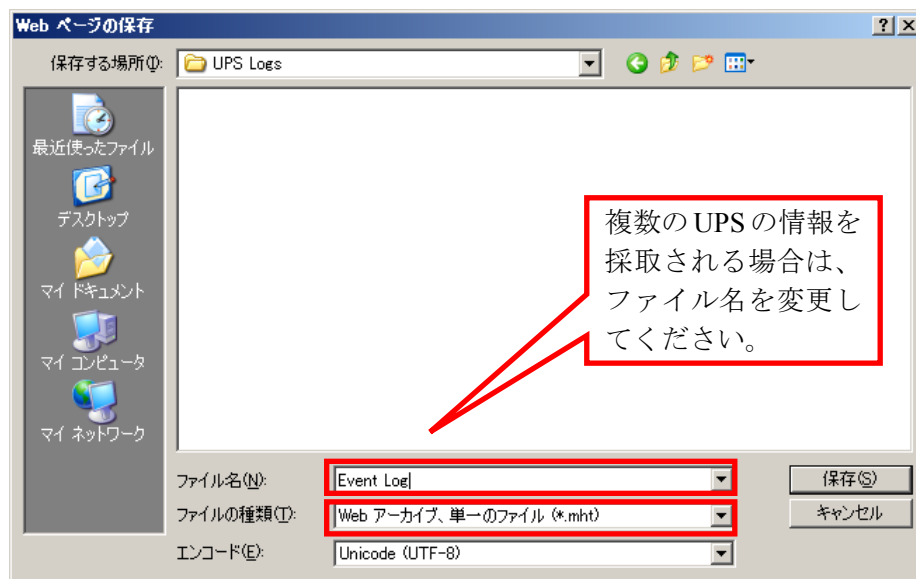 Web ページの保存
保存する場所(I):
UPS Logs
最近使ったファイル
デスクトップ
マイ ドキュメント
マイ コンピュータ
マイ ネットワーク
複数のUPSの情報を
採取される場合は、
ファイル名を変更し
てください。
ファイル名(N):
Event Log
保存(S)
ファイルの種類(T):
Web アーカイブ、単一のファイル (*.mht)
キャンセル
エンコード(E):
Unicode (UTF-8)